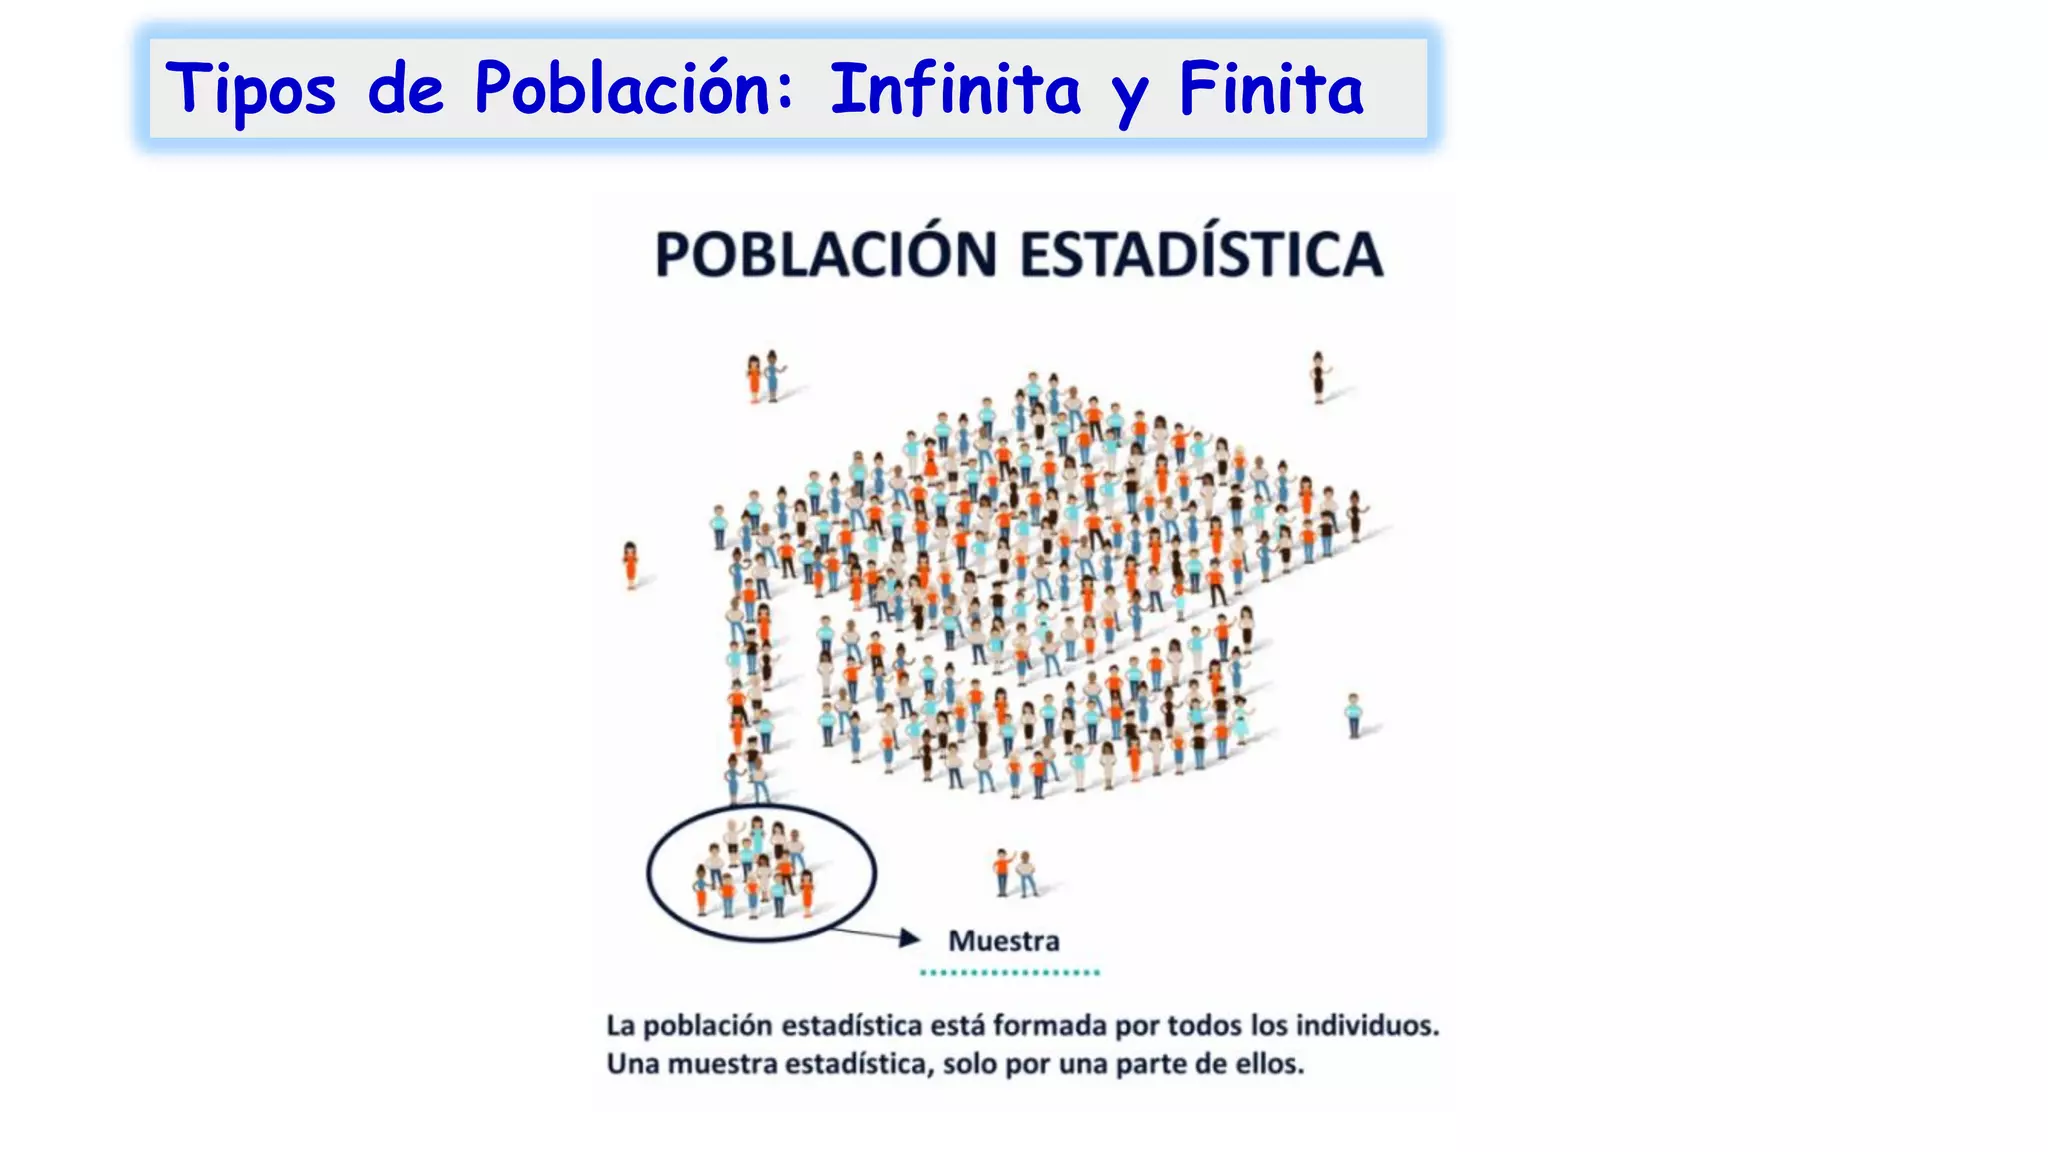 Tipos de Población: Infinita y Finita
POBLACIÓN ESTADÍSTICA
Muestra
La población estadística está formada por todos los individuos.
Una muestra estadística, solo por una parte de ellos.